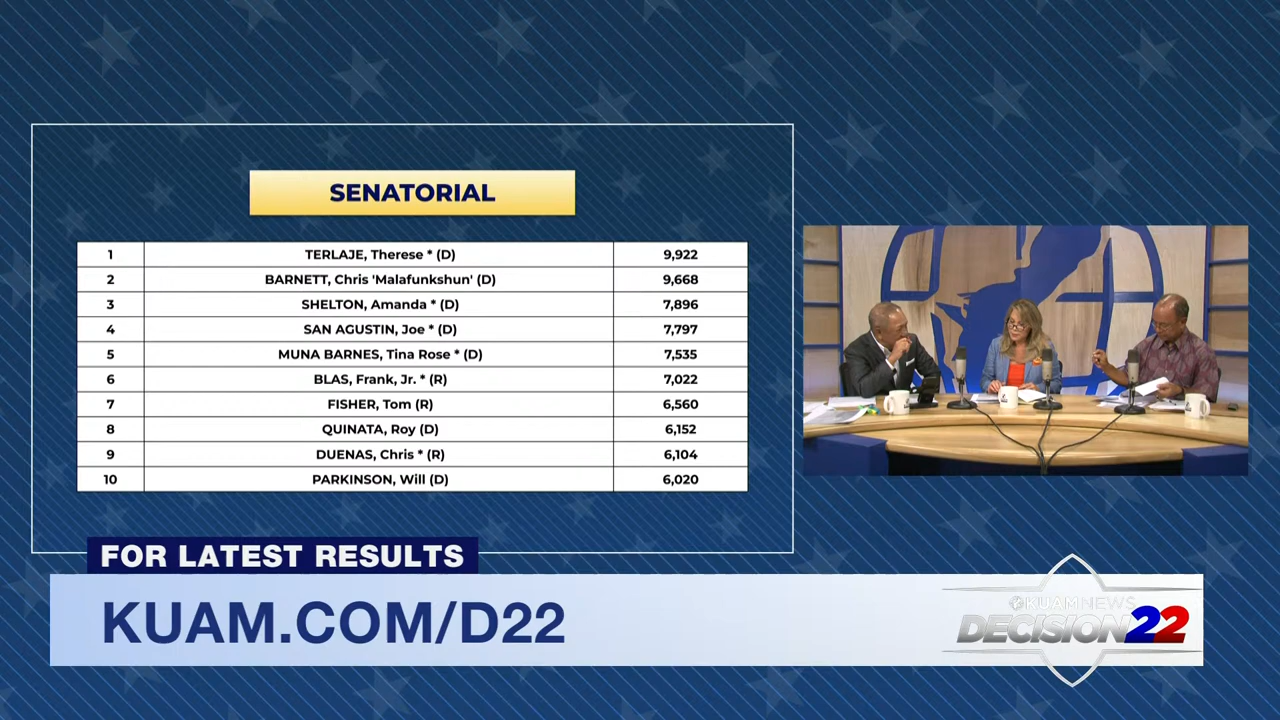 SENATORIAL
1 TERLAJE, Therese * (D) 9,922
2 BARNETT, Chris 'Malafunkshun' (D) 9,668
3 SHELTON, Amanda * (D) 7,896
4 SAN AGUSTIN, Joe * (D) 7,797
5 MUNA BARNES, Tina Rose * (D) 7,535
6 BLAS, Frank, Jr. * (R) 7,022
7 FISHER, Tom (R) 6,560
8 QUINATA, Roy (D) 6,152
9 DUENAS, Chris * (R) 6,104
10 PARKINSON, Will (D) 6,020
FOR LATEST RESULTS
KUAM.COM/D22
KUAMNEWS
DECISION22